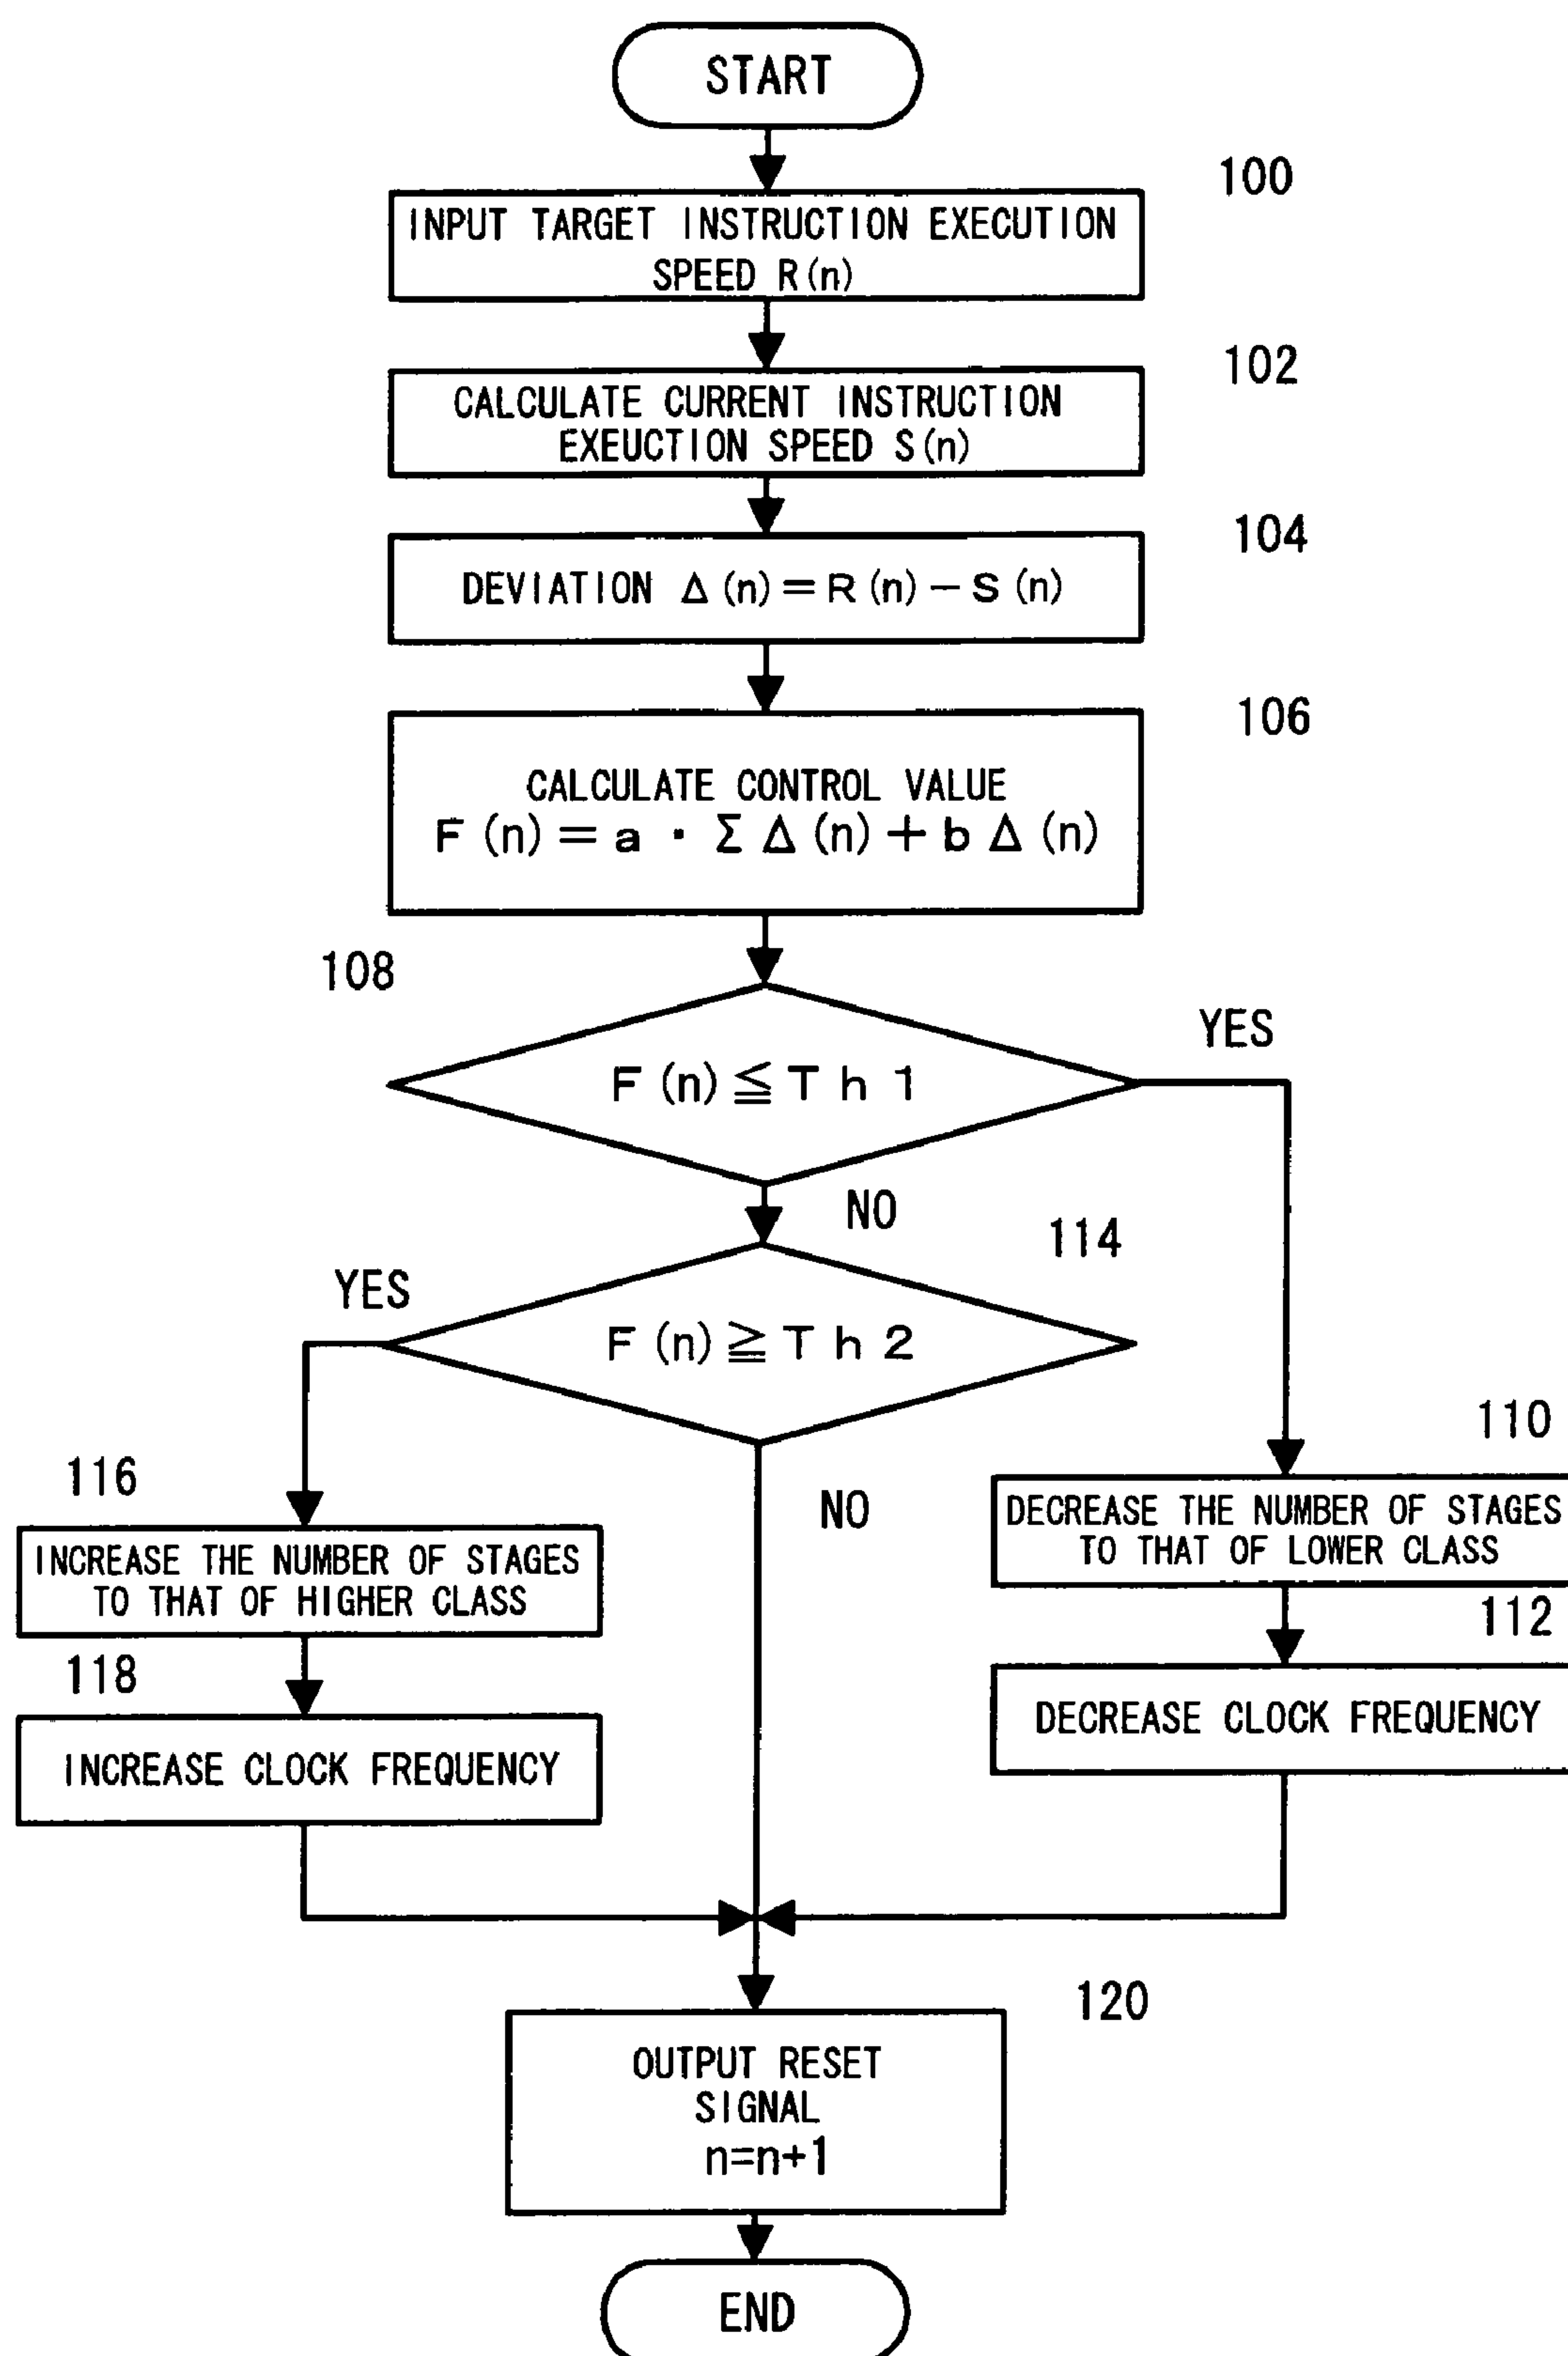 START
100
INPUT TARGET INSTRUCTION EXECUTION
SPEED R(n)
102
CALCULATE CURRENT INSTRUCTION
EXEUCTION SPEED S(n)
104
DEVIATION Δ(n)=R(n)-S(n)
106
CALCULATE CONTROL VALUE
F(n)=a・ΣΔ(n)+bΔ(n)
108
F(n)≦Th1
YES
NO
114
YES
F(n)≧Th2
NO
110
DECREASE THE NUMBER OF STAGES
TO THAT OF LOWER CLASS
112
DECREASE CLOCK FREQUENCY
116
INCREASE THE NUMBER OF STAGES
TO THAT OF HIGHER CLASS
118
INCREASE CLOCK FREQUENCY
120
OUTPUT RESET
SIGNAL
n=n+1
END